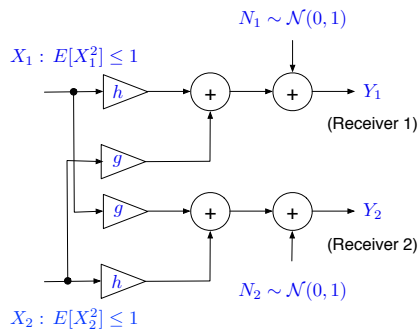 N₁ ∼ 𝒩(0, 1)
X₁ : E[X₁²] ≤ 1
h
+
+
Y₁
(Receiver 1)
g
g
+
+
Y₂
(Receiver 2)
h
N₂ ∼ 𝒩(0, 1)
X₂ : E[X₂²] ≤ 1